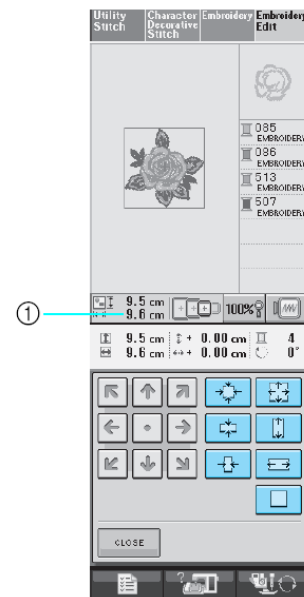 Utility Stitch
Character Decorative Stitch
Embroidery
Embroidery Edit
085
EMBROIDERY
086
EMBROIDERY
513
EMBROIDERY
507
EMBROIDERY
① 9.5 cm
9.6 cm
100%
9.5 cm + 0.00 cm 4
9.6 cm + 0.00 cm 0°
CLOSE
?